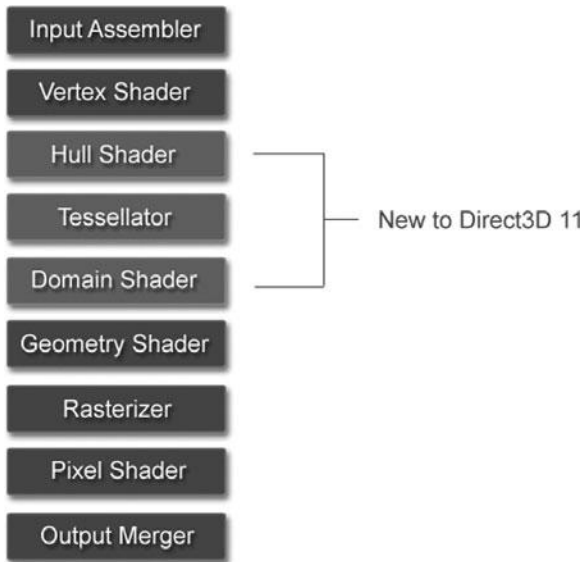 Input Assembler
Vertex Shader
Hull Shader
Tessellator
New to Direct3D 11
Domain Shader
Geometry Shader
Rasterizer
Pixel Shader
Output Merger